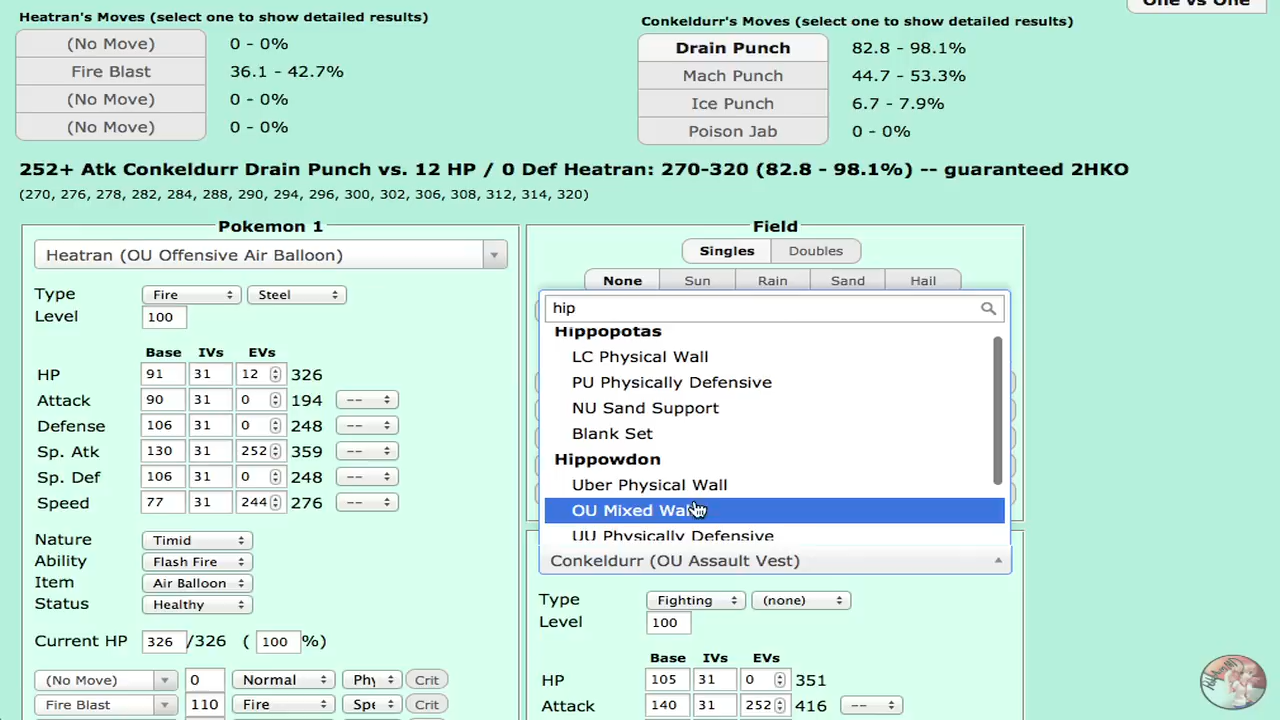 One vs One
Heatran's Moves (select one to show detailed results)
Conkeldurr's Moves (select one to show detailed results)
(No Move) 0 - 0%
Fire Blast 36.1 - 42.7%
(No Move) 0 - 0%
(No Move) 0 - 0%
Drain Punch 82.8 - 98.1%
Mach Punch 44.7 - 53.3%
Ice Punch 6.7 - 7.9%
Poison Jab 0 - 0%
252+ Atk Conkeldurr Drain Punch vs. 12 HP / 0 Def Heatran: 270-320 (82.8 - 98.1%) -- guaranteed 2HKO
(270, 276, 278, 282, 284, 288, 290, 294, 296, 300, 302, 306, 308, 312, 314, 320)
Pokemon 1
Heatran (OU Offensive Air Balloon)
Type Fire Steel
Level 100
Base IVs EVs
HP 91 31 12 326
Attack 90 31 0 194 --
Defense 106 31 0 248 --
Sp. Atk 130 31 252 359 --
Sp. Def 106 31 0 248 --
Speed 77 31 244 276 --
Nature Timid
Ability Flash Fire
Item Air Balloon
Status Healthy
Current HP 326 /326 ( 100 %)
(No Move) 0 Normal Phy Crit
Fire Blast 110 Fire Spe Crit
Field
Singles Doubles
None Sun Rain Sand Hail
hip
Hippopotas
LC Physical Wall
PU Physically Defensive
NU Sand Support
Blank Set
Hippowdon
Uber Physical Wall
OU Mixed
UU Physically Defensive
Conkeldurr (OU Assault Vest)
Type Fighting (none)
Level 100
Base IVs EVs
HP 105 31 0 351
Attack 140 31 252 416 --